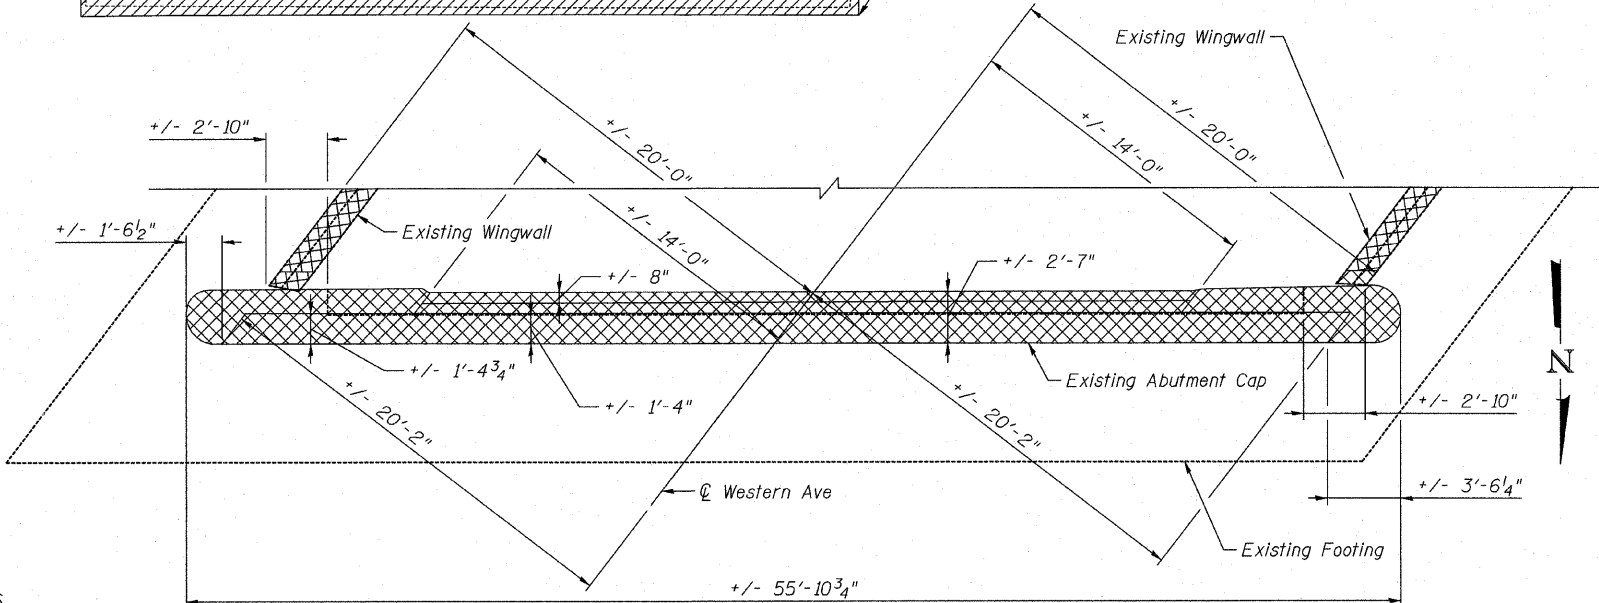 Existing Wingwall
+/- 20'-0"
+/- 14'-0"
+/- 2'-10"
+/- 20'-0"
+/- 14'-0"
+/- 1'-6½"
Existing Wingwall
+/- 8"
+/- 2'-7"
+/- 1'-4¾"
+/- 1'-4"
Existing Abutment Cap
N
+/- 20'-2"
+/- 20'-2"
+/- 2'-10"
℄ Western Ave
+/- 3'-6¼"
Existing Footing
+/- 55'-10¾"